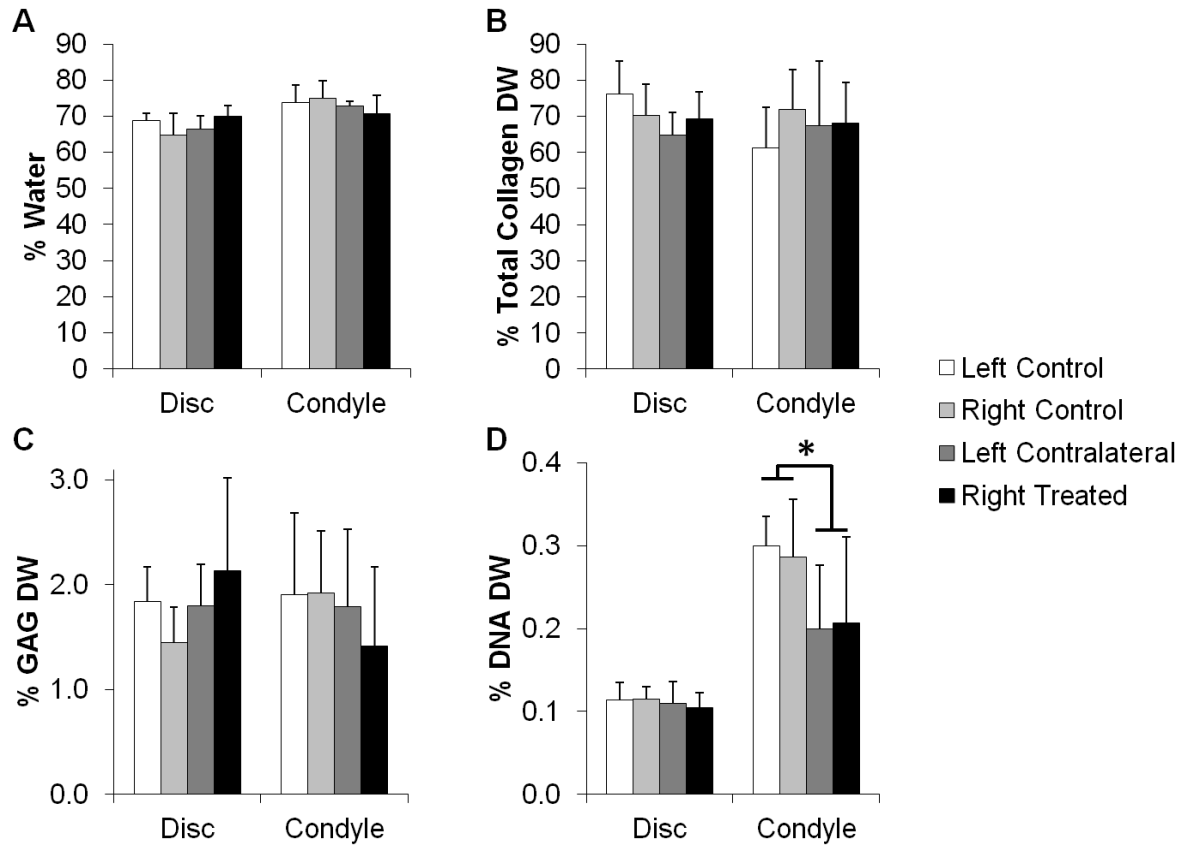 A
90
80
70
60
50
40
30
20
10
0
% Water
Disc Condyle
B
90
80
70
60
50
40
30
20
10
0
% Total Collagen DW
Disc Condyle
C
3.0
2.0
1.0
0.0
% GAG DW
Disc Condyle
D
0.4
0.3
0.2
0.1
0.0
% DNA DW
*
Disc Condyle
Left Control
Right Control
Left Contralateral
Right Treated